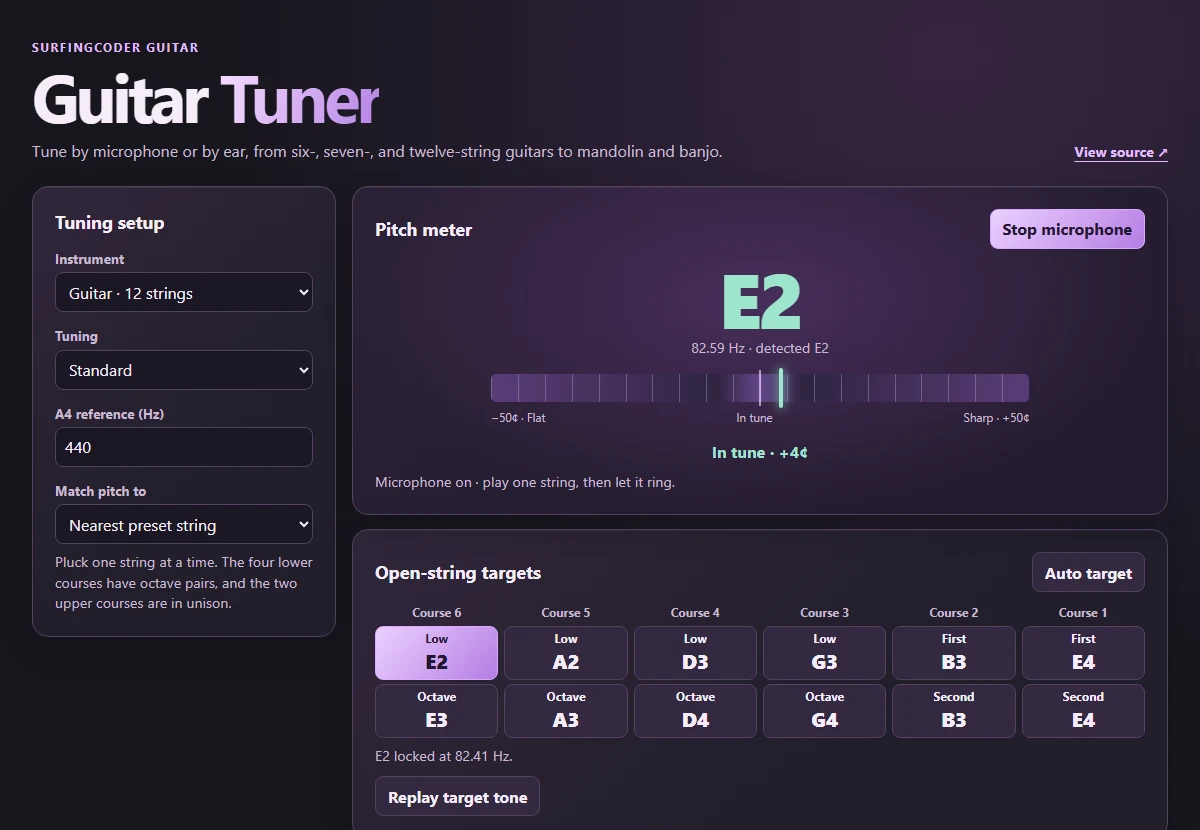 SURFINGCODER GUITAR
Guitar Tuner
Tune by microphone or by ear, from six-, seven-, and twelve-string guitars to mandolin and banjo.
View source ↗
Tuning setup
Instrument
Guitar · 12 strings
Tuning
Standard
A4 reference (Hz)
440
Match pitch to
Nearest preset string
Pluck one string at a time. The four lower
courses have octave pairs, and the two
upper courses are in unison.
Pitch meter
Stop microphone
E2
82.59 Hz · detected E2
−50¢ · Flat
In tune
Sharp · +50¢
In tune · +4¢
Microphone on · play one string, then let it ring.
Open-string targets
Auto target
Course 6 Course 5 Course 4 Course 3 Course 2 Course 1
Low Low Low Low First First
E2 A2 D3 G3 B3 E4
Octave Octave Octave Octave Second Second
E3 A3 D4 G4 B3 E4
E2 locked at 82.41 Hz.
Replay target tone